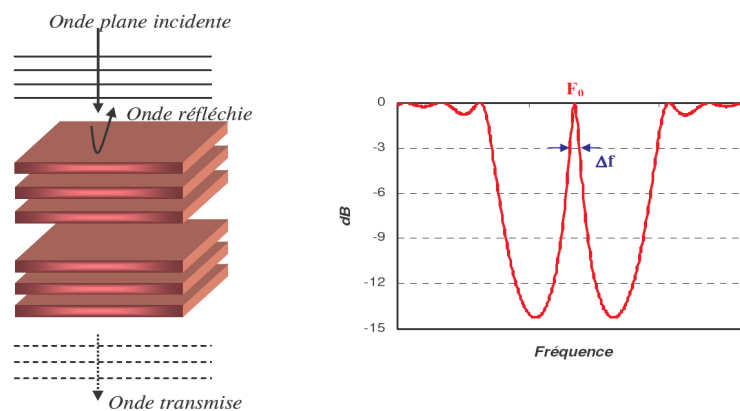 Onde plane incidente
Onde réfléchie
Onde transmise
F₀
0
-3
Δf
-6
-9
-12
-15
dB
Fréquence